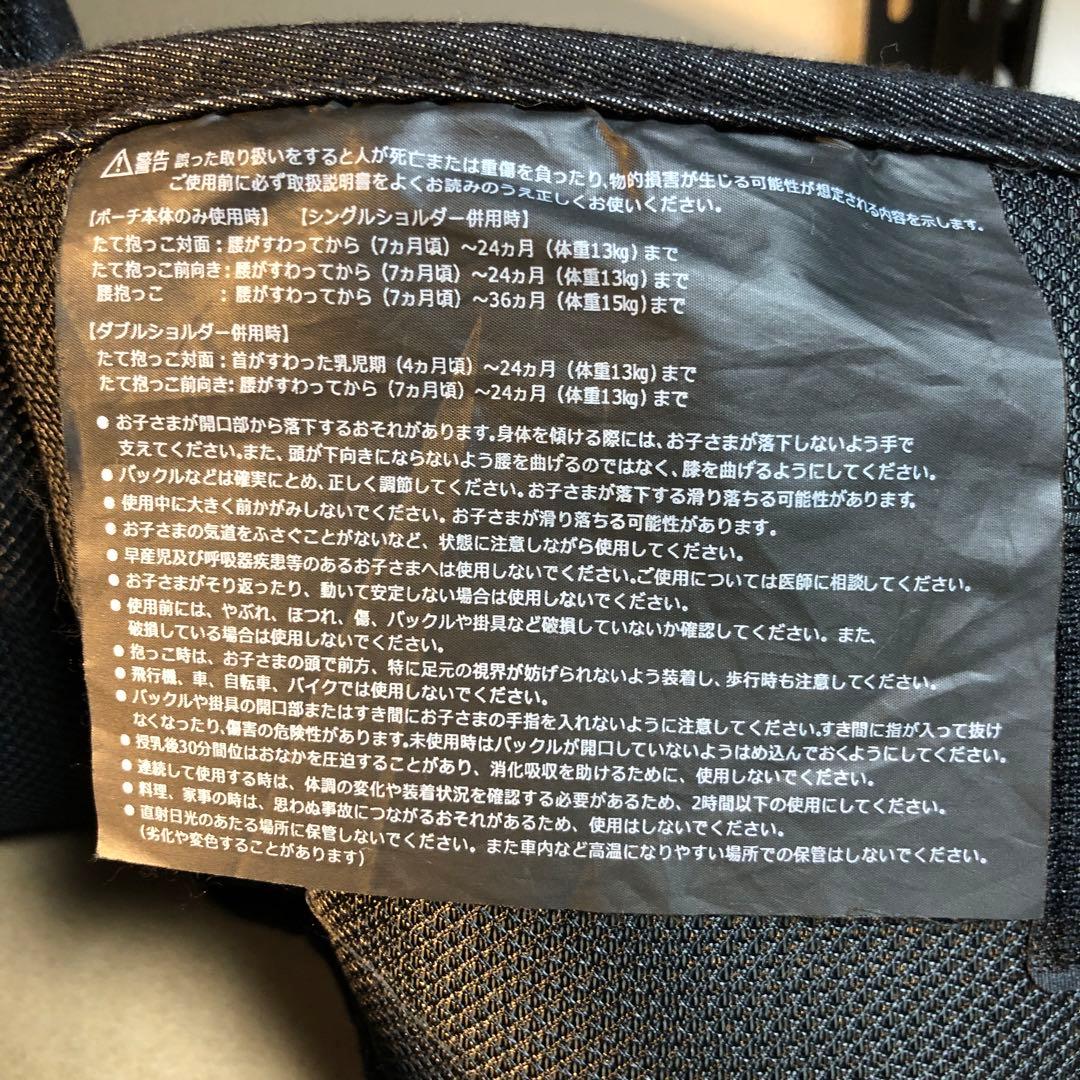 ⚠警告 誤った取り扱いをすると人が死亡または重傷を負ったり、物的損害が生じる可能性が想定される内容を示します。
ご使用前に必ず取扱説明書をよくお読みのうえ正しくお使いください。
【ポーチ本体のみ使用時】 【シングルショルダー併用時】
たて抱っこ対面：腰がすわってから（7ヵ月頃）～24ヵ月（体重13kg）まで
たて抱っこ前向き：腰がすわってから（7ヵ月頃）～24ヵ月（体重13kg）まで
腰抱っこ ：腰がすわってから（7ヵ月頃）～36ヵ月（体重15kg）まで
【ダブルショルダー併用時】
たて抱っこ対面：首がすわった乳児期（4ヵ月頃）～24ヵ月（体重13kg）まで
たて抱っこ前向き：腰がすわってから（7ヵ月頃）～24ヵ月（体重13kg）まで
●お子さまが開口部から落下するおそれがあります。身体を傾ける際には、お子さまが落下しないよう手で
支えてください。また、頭が下向きにならないよう腰を曲げるのではなく、膝を曲げるようにしてください。
●バックルなどは確実にとめ、正しく調節してください。お子さまが落下する滑り落ちる可能性があります。
●使用中に大きく前かがみしないでください。お子さまが滑り落ちる可能性があります。
●お子さまの気道をふさぐことがないなど、状態に注意しながら使用してください。
●早産児及び呼吸器疾患等のあるお子さまへは使用しないでください。ご使用については医師に相談してください。
●お子さまがそり返ったり、動いて安定しない場合は使用しないでください。
●使用前には、やぶれ、ほつれ、傷、バックルや掛具など破損していないか確認してください。また、
破損している場合は使用しないでください。
●抱っこ時は、お子さまの頭で前方、特に足元の視界が妨げられないよう装着し、歩行時も注意してください。
●飛行機、車、自転車、バイクでは使用しないでください。
●バックルや掛具の開口部またはすき間にお子さまの手指を入れないように注意してください。すき間に指が入って抜け
なくなったり、傷害の危険性があります。未使用時はバックルが開口していないようはめ込んでおくようにしてください。
●授乳後30分間位はおなかを圧迫することがあり、消化吸収を助けるために、使用しないでください。
●連続して使用する時は、体調の変化や装着状況を確認する必要があるため、2時間以下の使用にしてください。
●料理、家事の時は、思わぬ事故につながるおそれがあるため、使用はしないでください。
●直射日光のあたる場所に保管しないでください。また車内など高温になりやすい場所での保管はしないでください。
（劣化や変色することがあります）